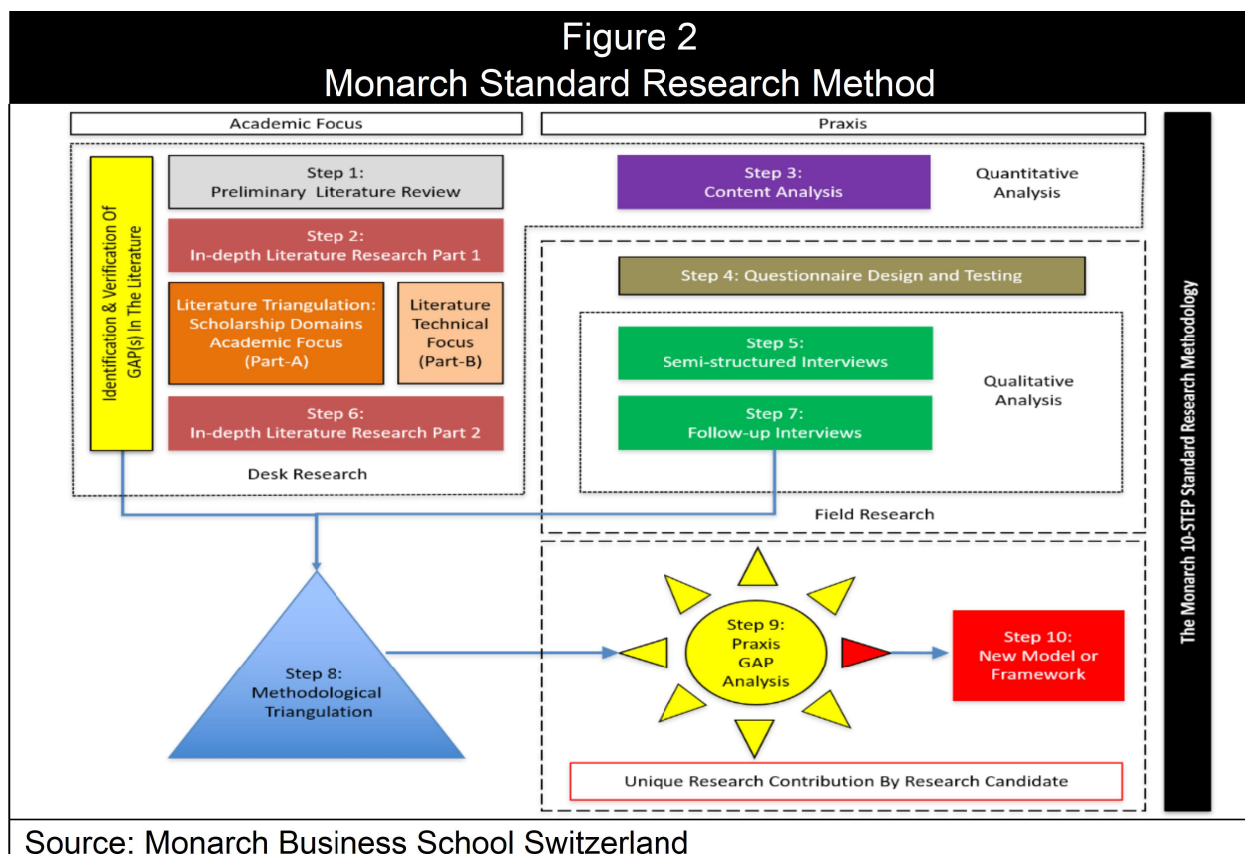 Figure 2
Monarch Standard Research Method
Academic Focus
Praxis
Identification & Verification Of
GAP(s) In The Literature
Step 1:
Preliminary Literature Review
Step 2:
In-depth Literature Research Part 1
Literature Triangulation:
Scholarship Domains
Academic Focus
(Part-A)
Literature
Technical
Focus
(Part-B)
Step 6:
In-depth Literature Research Part 2
Desk Research
Step 3:
Content Analysis
Quantitative
Analysis
Step 4: Questionnaire Design and Testing
Step 5:
Semi-structured Interviews
Step 7:
Follow-up Interviews
Qualitative
Analysis
Field Research
Step 8:
Methodological
Triangulation
Step 9:
Praxis
GAP
Analysis
Step 10:
New Model or
Framework
Unique Research Contribution By Research Candidate
The Monarch 10-STEP Standard Research Methodology
Source: Monarch Business School Switzerland